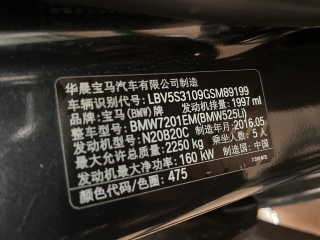 华晨宝马汽车有限公司制造
车辆识别代号: LBV5S3109GSM89199
品牌: 宝马(BMW)牌 发动机排量: 1997 ml
整车型号: BMW7201EM(BMW525Li)
发动机型号: N20B20C 制造年月: 2016.05
最大允许总质量: 2250 kg 乘坐人数: 5 人
发动机最大净功率: 160 kW 制造国: 中国
颜色代码/色图: 475